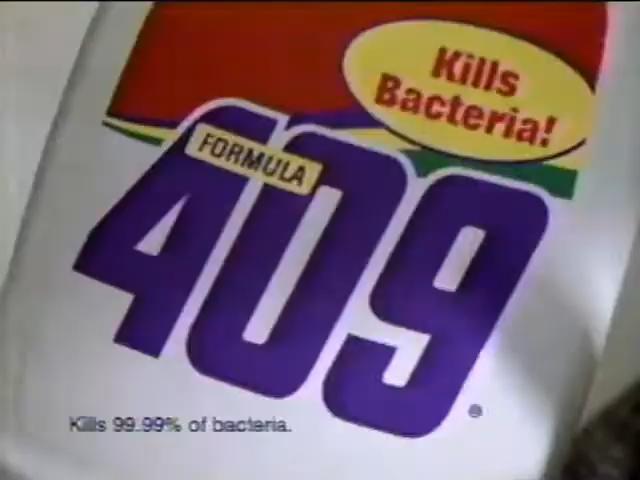 Kills
Bacteria!
FORMULA
409®
Kills 99.99% of bacteria.